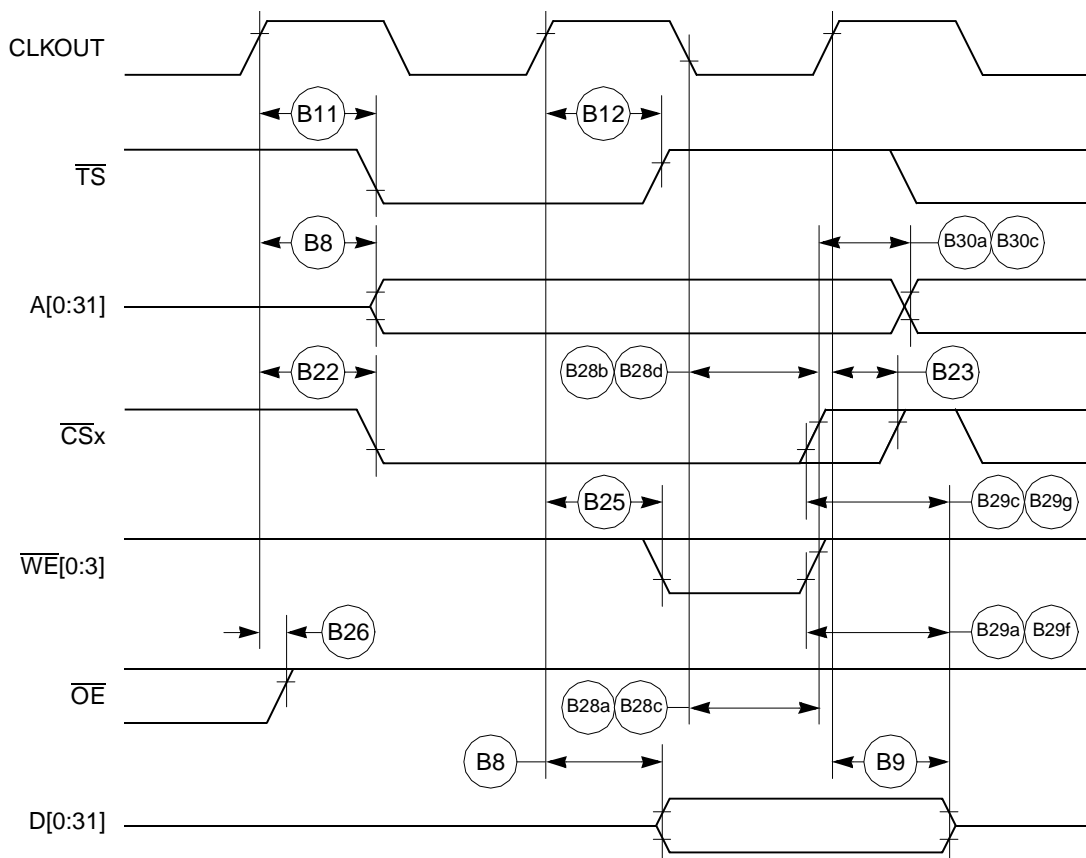 CLKOUT
B11
B12
TS
B8
B30a B30c
A[0:31]
B22
B28b B28d
B23
CSx
B25
B29c B29g
WE[0:3]
B26
B29a B29f
OE
B28a B28c
B8
B9
D[0:31]